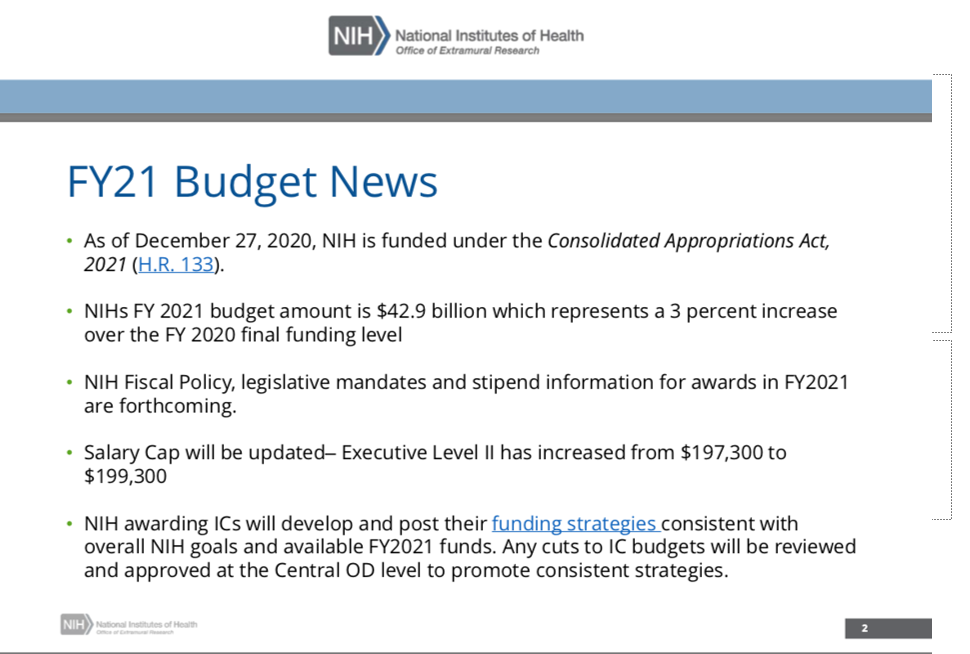 NIH National Institutes of Health
Office of Extramural Research
FY21 Budget News
• As of December 27, 2020, NIH is funded under the Consolidated Appropriations Act,
2021 (H.R. 133).
• NIHs FY 2021 budget amount is $42.9 billion which represents a 3 percent increase
over the FY 2020 final funding level
• NIH Fiscal Policy, legislative mandates and stipend information for awards in FY2021
are forthcoming.
• Salary Cap will be updated– Executive Level II has increased from $197,300 to
$199,300
• NIH awarding ICs will develop and post their funding strategies consistent with
overall NIH goals and available FY2021 funds. Any cuts to IC budgets will be reviewed
and approved at the Central OD level to promote consistent strategies.
NIH National Institutes of Health
Office of Extramural Research
2